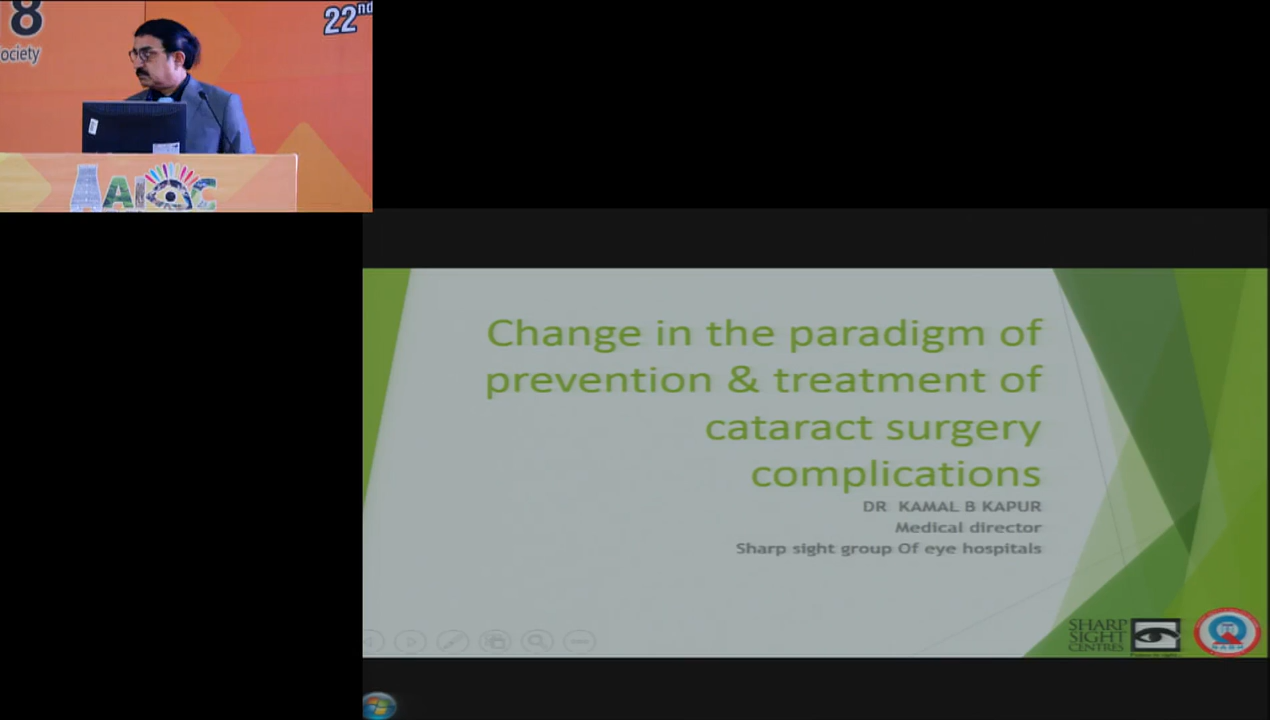 8
ociety
22nd
AIOC
Change in the paradigm of
prevention & treatment of
cataract surgery
complications
DR KAMAL B KAPUR
Medical director
Sharp sight group Of eye hospitals
SHARP
SIGHT
CENTRES